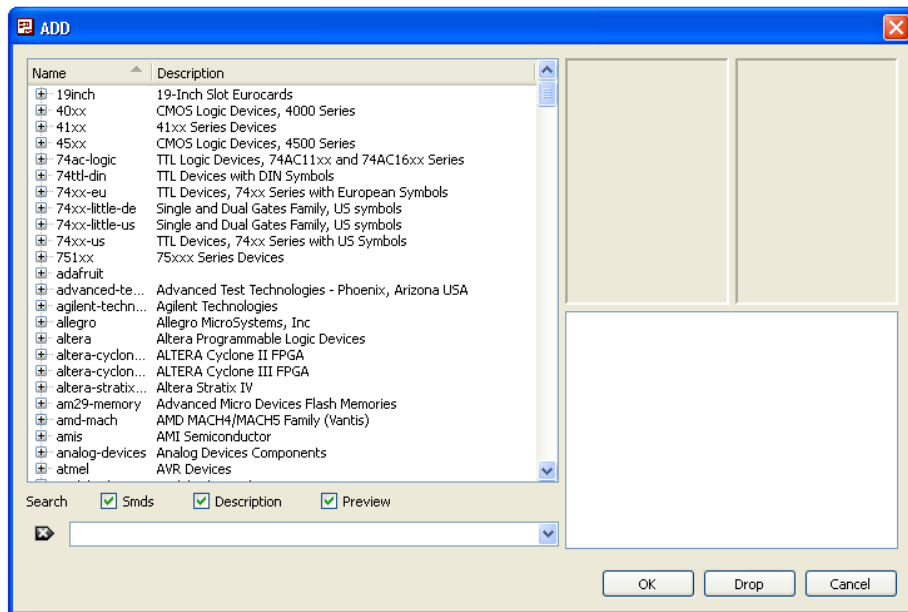 ADD
Name Description
19inch 19-Inch Slot Eurocards
40xx CMOS Logic Devices, 4000 Series
41xx 41xx Series Devices
45xx CMOS Logic Devices, 4500 Series
74ac-logic TTL Logic Devices, 74AC11xx and 74AC16xx Series
74ttl-din TTL Devices with DIN Symbols
74xx-eu TTL Devices, 74xx Series with European Symbols
74xx-little-de Single and Dual Gates Family, US symbols
74xx-little-us Single and Dual Gates Family, US symbols
74xx-us TTL Devices, 74xx Series with US Symbols
751xx 75xxx Series Devices
adafruit
advanced-te... Advanced Test Technologies - Phoenix, Arizona USA
agilent-techn... Agilent Technologies
allegro Allegro MicroSystems, Inc
altera Altera Programmable Logic Devices
altera-cyclon... ALTERA Cyclone II FPGA
altera-cyclon... ALTERA Cyclone III FPGA
altera-stratix... Altera Stratix IV
am29-memory Advanced Micro Devices Flash Memories
amd-mach AMD MACH4/MACH5 Family (Vantis)
amis AMI Semiconductor
analog-devices Analog Devices Components
atmel AVR Devices
Search Smds Description Preview
OK Drop Cancel